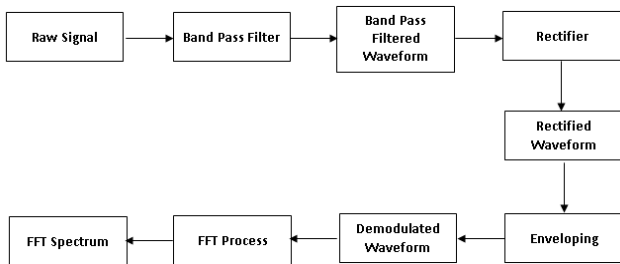 Raw Signal
Band Pass Filter
Band Pass
Filtered
Waveform
Rectifier
Rectified
Waveform
Enveloping
Demodulated
Waveform
FFT Process
FFT Spectrum